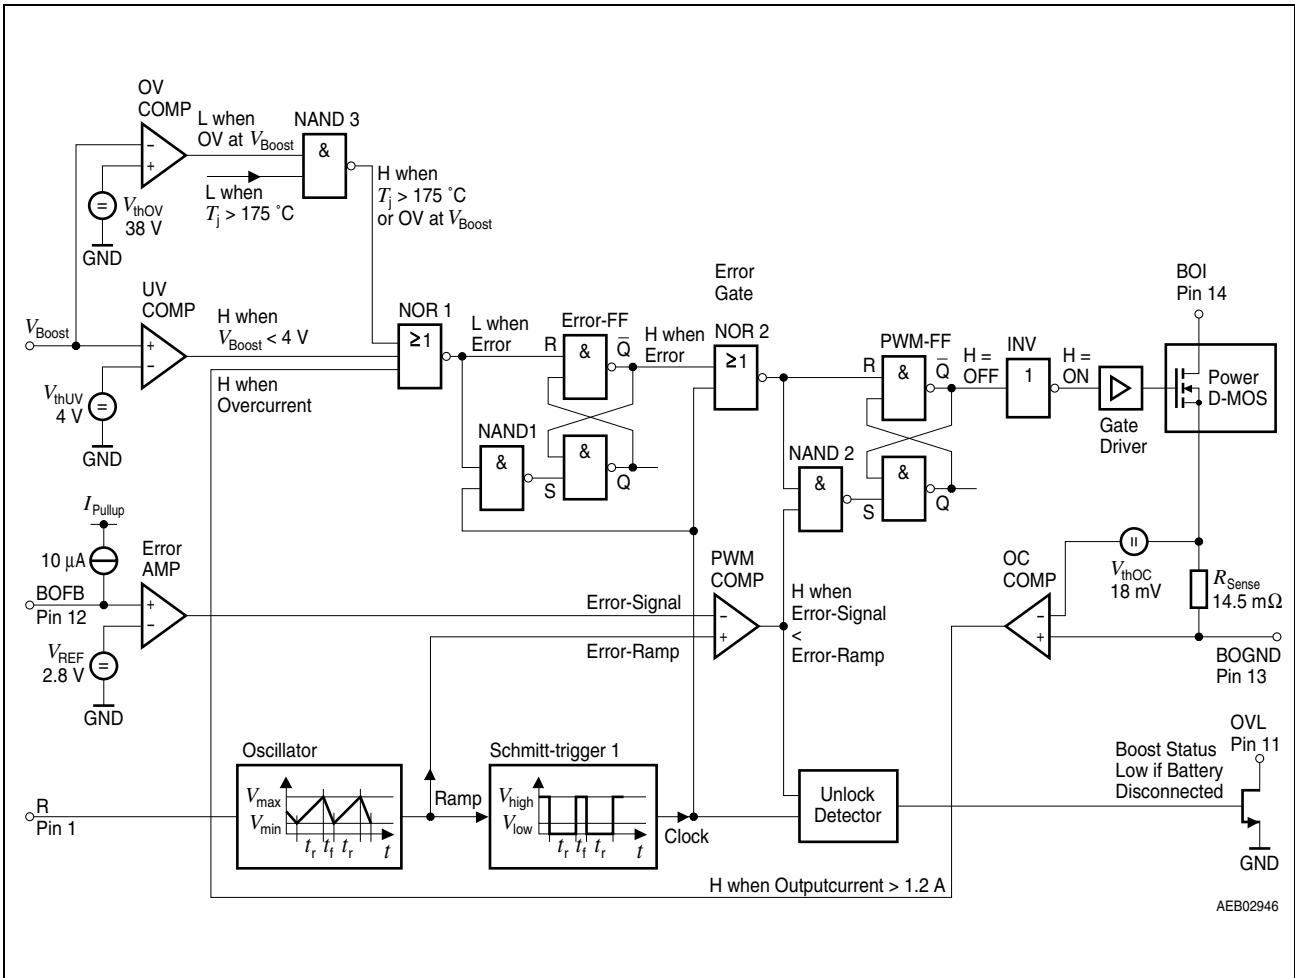 OV
COMP
L when
OV at VBoost
NAND 3
&
−
+
L when
Tj > 175 ˚C
H when
Tj > 175 ˚C
or OV at VBoost
=
VthOV
38 V
GND
UV
COMP
VBoost
+
−
H when
VBoost < 4 V
H when
Overcurrent
=
VthUV
4 V
GND
NOR 1
≥1
L when
Error
Error-FF
R
&
Q
H when
Error
NAND1
&
S
&
Q
Error
Gate
NOR 2
≥1
PWM-FF
R
&
Q
NAND 2
&
S
&
Q
H =
OFF
INV
1
H =
ON
Gate
Driver
BOI
Pin 14
Power
D-MOS
IPullup
10 µA
BOFB
Pin 12
Error
AMP
+
−
=
VREF
2.8 V
GND
Error-Signal
Error-Ramp
PWM
COMP
−
+
H when
Error-Signal
<
Error-Ramp
OC
COMP
−
+
=
VthOC
18 mV
RSense
14.5 mΩ
BOGND
Pin 13
R
Pin 1
Oscillator
Vmax
Vmin
tr tf tr t
Ramp
Schmitt-trigger 1
Vhigh
Vlow
tr tf tr t
Clock
Unlock
Detector
Boost Status
Low if Battery
Disconnected
OVL
Pin 11
GND
H when Outputcurrent > 1.2 A
AEB02946